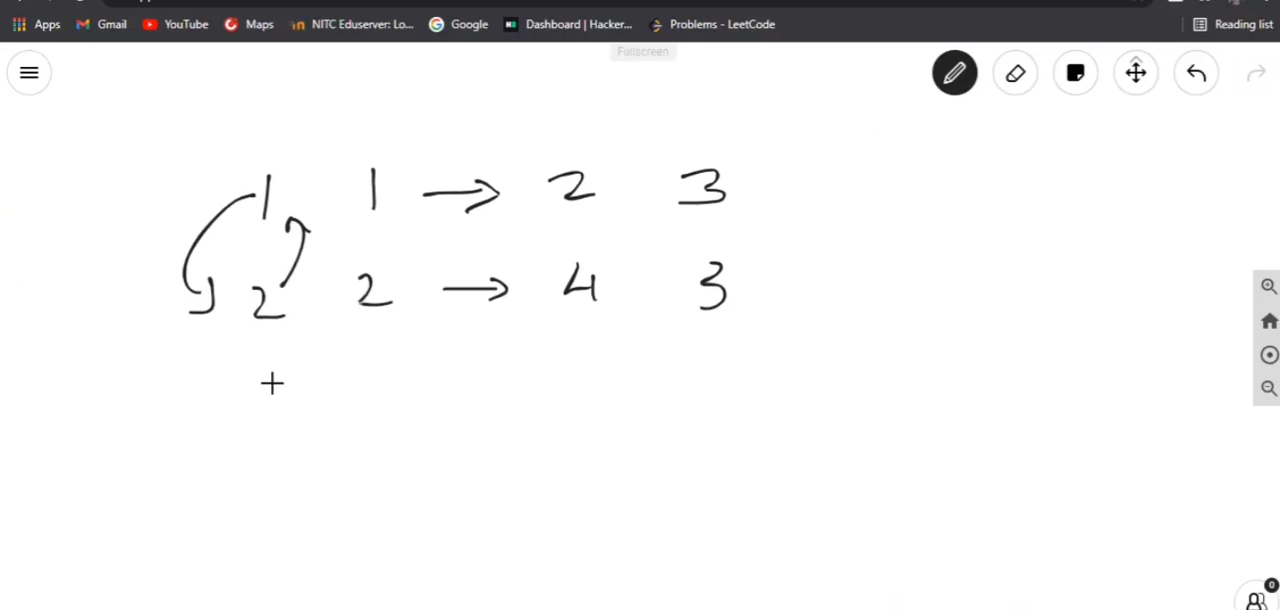 Apps Gmail YouTube Maps NITC Eduserver: Lo... Google Dashboard | Hacker... Problems - LeetCode Reading list
Fullscreen
1 1 → 2 3
2 2 → 4 3
0